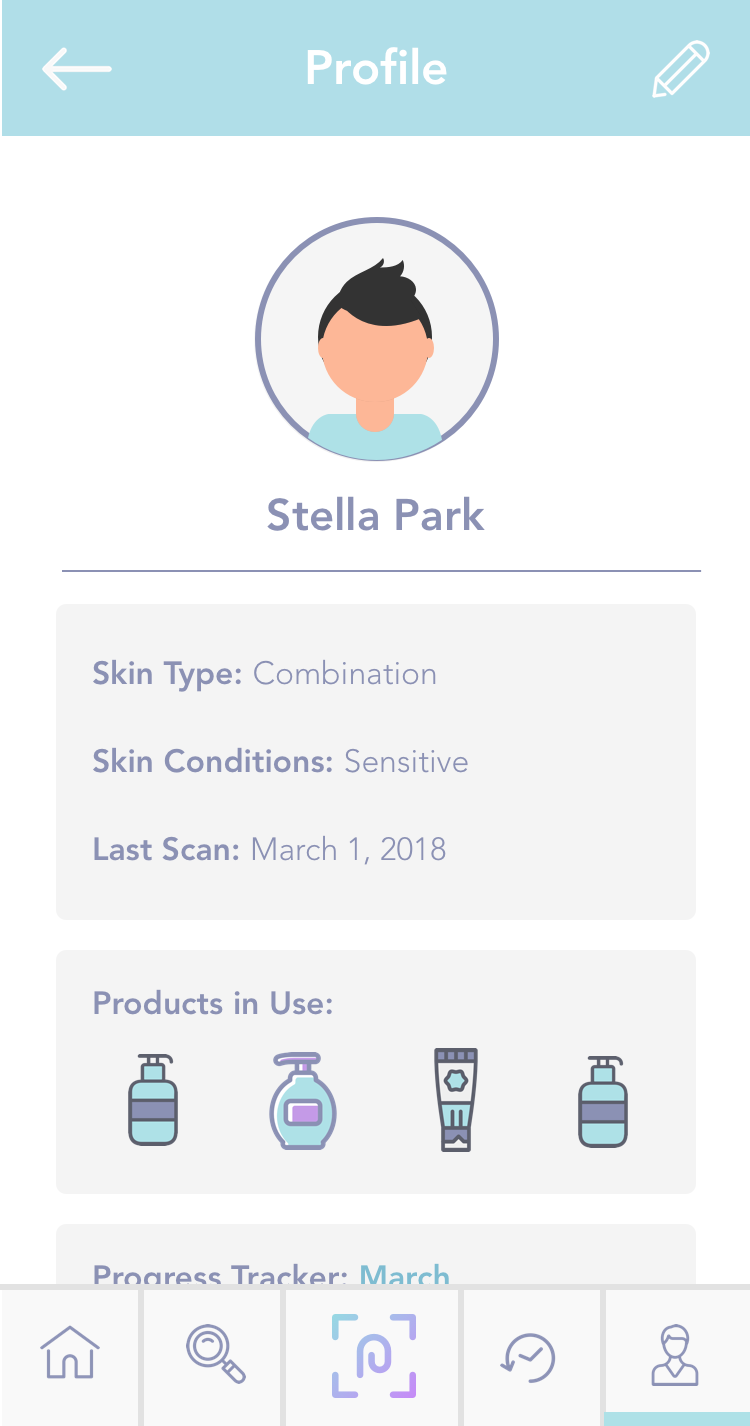 Profile
Stella Park
Skin Type: Combination
Skin Conditions: Sensitive
Last Scan: March 1, 2018
Products in Use:
Progress Tracker: March